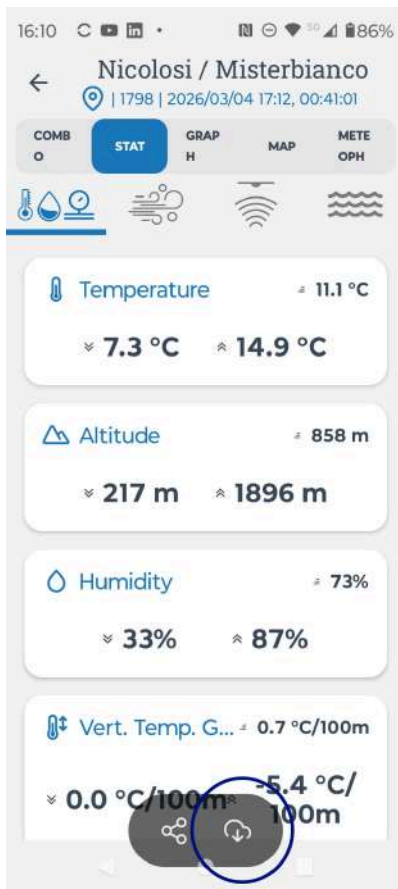 16:10 86%
Nicolosi / Misterbianco
| 1798 | 2026/03/04 17:12, 00:41:01
COMB
O
STAT
GRAP
H
MAP
METE
OPH
Temperature 11.1 °C
7.3 °C 14.9 °C
Altitude 858 m
217 m 1896 m
Humidity 73%
33% 87%
Vert. Temp. G... 0.7 °C/100m
0.0 °C/100m -5.4 °C/
100m